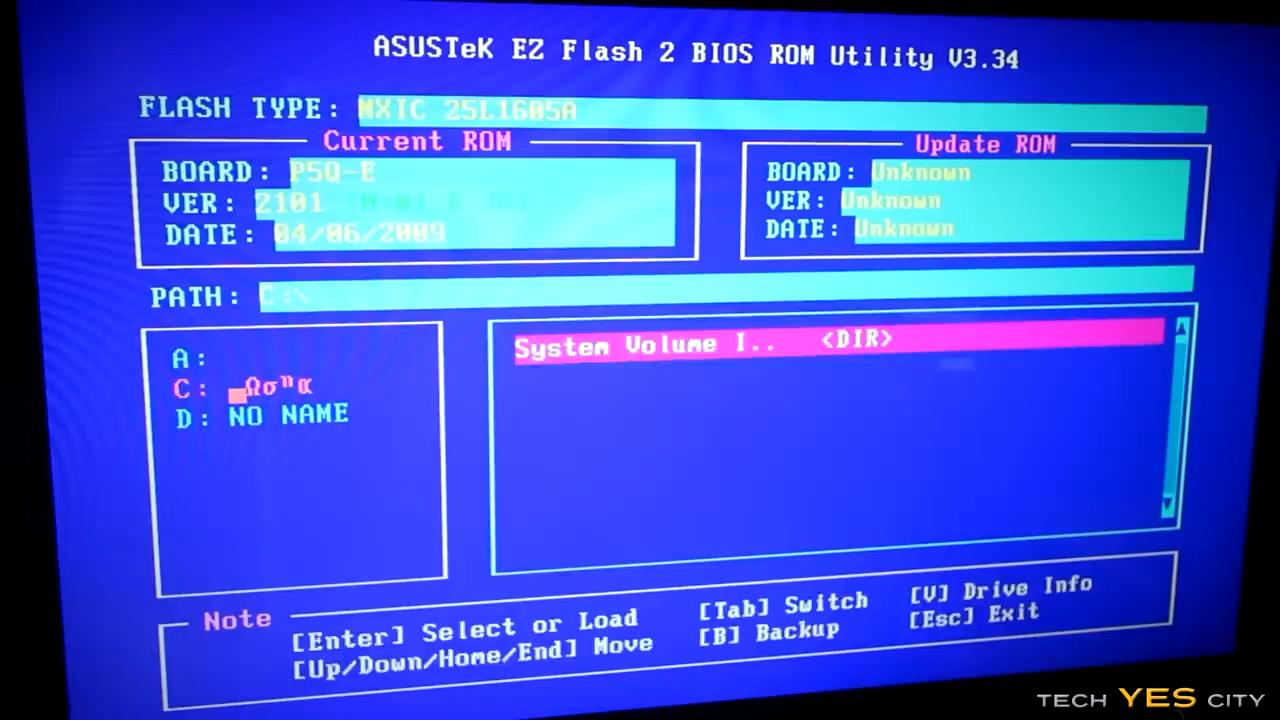 ASUSTeK EZ Flash 2 BIOS ROM Utility V3.34
FLASH TYPE: MXIC 25L1605A
Current ROM
BOARD: P5Q-E
VER: 2101
DATE: 04/06/2009
Update ROM
BOARD: Unknown
VER: Unknown
DATE: Unknown
PATH: C:\
A:
C: ▄Ωσⁿα
D: NO NAME
System Volume I.. <DIR>
Note
[Enter] Select or Load
[Tab] Switch
[V] Drive Info
[Up/Down/Home/End] Move
[B] Backup
[Esc] Exit
TECH YES CITY